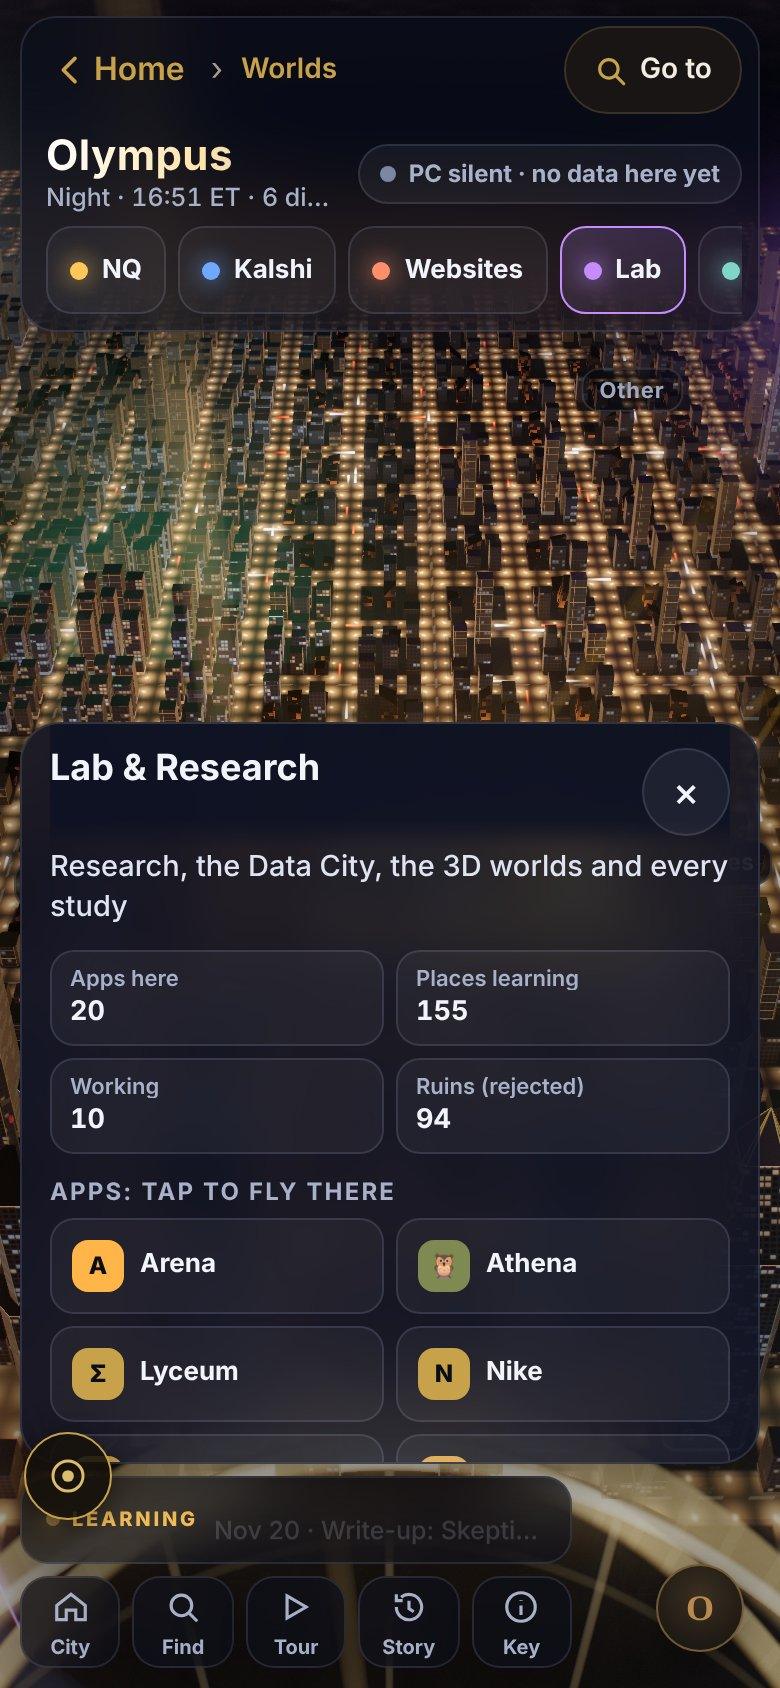 Home › Worlds
Go to
Olympus
Night · 16:51 ET · 6 di...
PC silent · no data here yet
NQ
Kalshi
Websites
Lab
Other
Lab & Research
×
Research, the Data City, the 3D worlds and every
study
Apps here
20
Places learning
155
Working
10
Ruins (rejected)
94
APPS: TAP TO FLY THERE
A Arena
Athena
Σ Lyceum
N Nike
LEARNING
Nov 20 · Write-up: Skepti...
City
Find
Tour
Story
Key
O